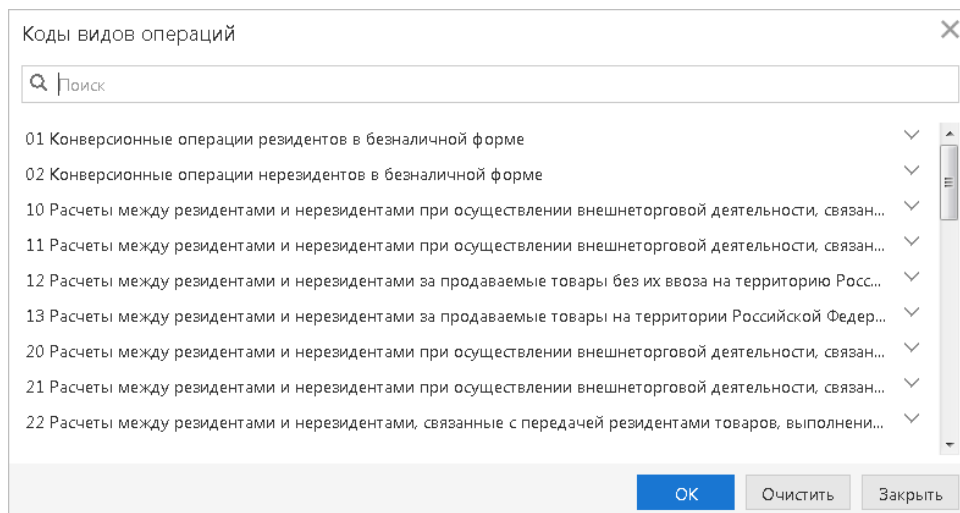 Коды видов операций
Поиск
01 Конверсионные операции резидентов в безналичной форме
02 Конверсионные операции нерезидентов в безналичной форме
10 Расчеты между резидентами и нерезидентами при осуществлении внешнеторговой деятельности, связан...
11 Расчеты между резидентами и нерезидентами при осуществлении внешнеторговой деятельности, связан...
12 Расчеты между резидентами и нерезидентами за продаваемые товары без их ввоза на территорию Росс...
13 Расчеты между резидентами и нерезидентами за продаваемые товары на территории Российской Федер...
20 Расчеты между резидентами и нерезидентами при осуществлении внешнеторговой деятельности, связан...
21 Расчеты между резидентами и нерезидентами при осуществлении внешнеторговой деятельности, связан...
22 Расчеты между резидентами и нерезидентами, связанные с передачей резидентами товаров, выполнени...
ОК Очистить Закрыть